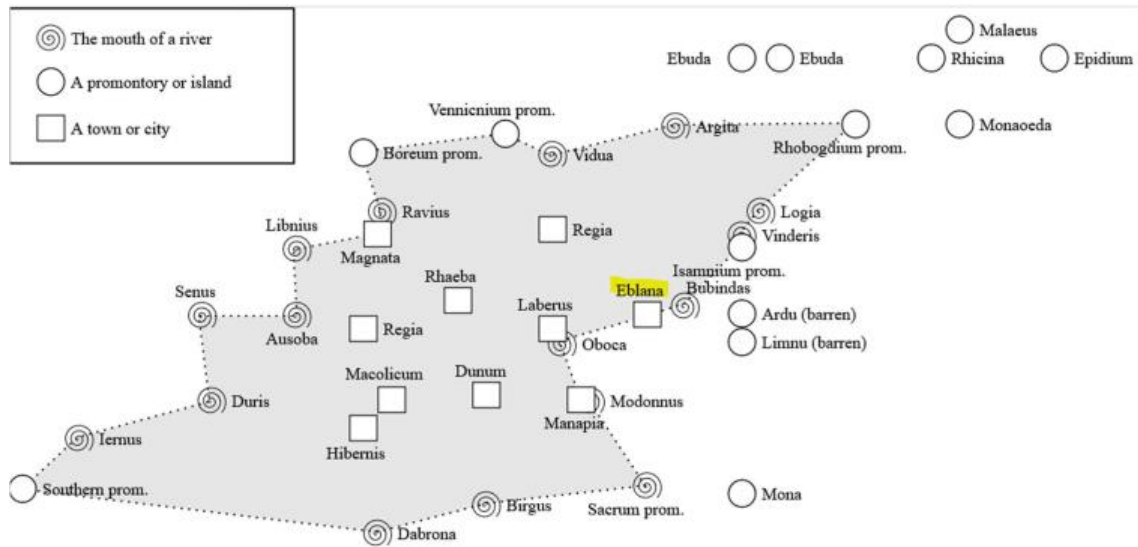 The mouth of a river
A promontory or island
A town or city
Malaeus
Ebuda
Ebuda
Rhicina
Epidium
Vennicnium prom.
Argita
Monaoeda
Boreum prom.
Vidua
Rhobogdium prom.
Ravius
Logia
Libnius
Regia
Vinderis
Magnata
Isamnium prom.
Rhaeba
Eblana
Bubindas
Senus
Laberus
Ardu (barren)
Ausoba
Regia
Oboca
Limnu (barren)
Macolicum
Dunum
Duris
Modonnus
Manapia
Iernus
Hibernis
Southern prom.
Mona
Birgus
Sacrum prom.
Dabrona